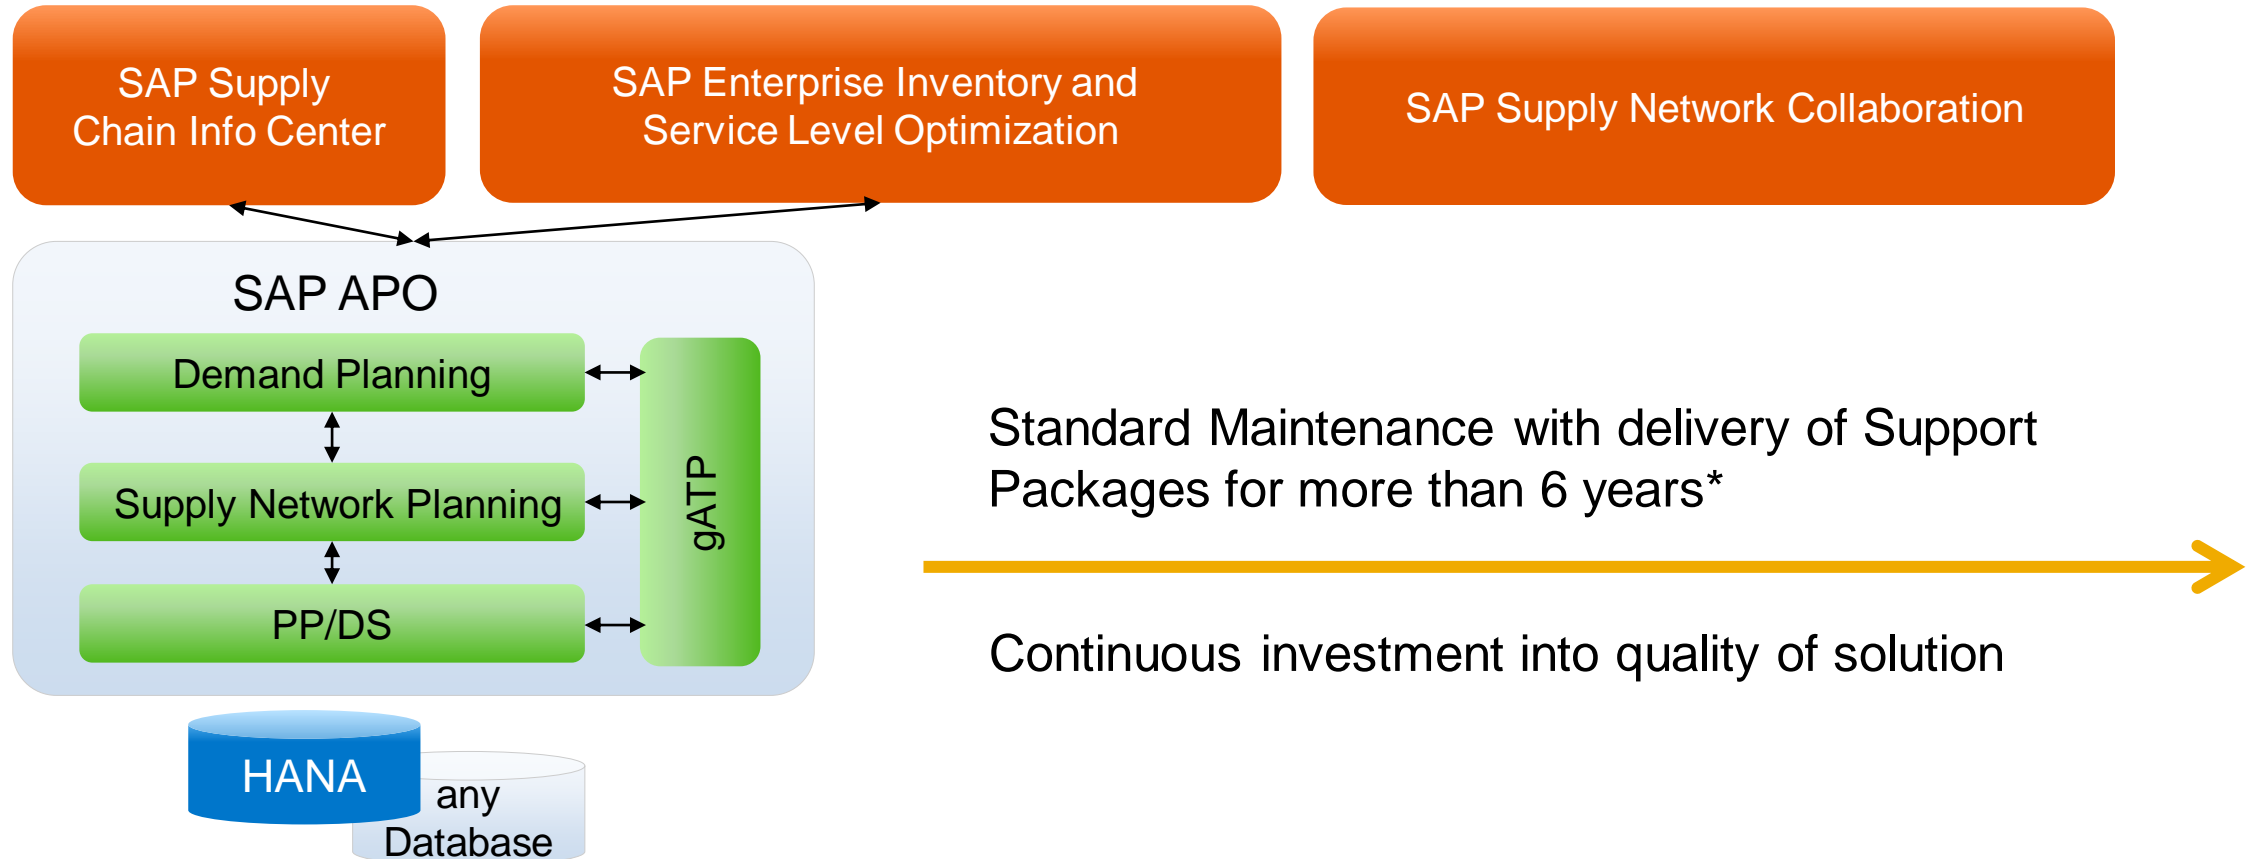 SAP Supply
Chain Info Center
SAP Enterprise Inventory and
Service Level Optimization
SAP Supply Network Collaboration
SAP APO
Demand Planning
Supply Network Planning
PP/DS
gATP
Standard Maintenance with delivery of Support
Packages for more than 6 years*
Continuous investment into quality of solution
HANA
any
Database